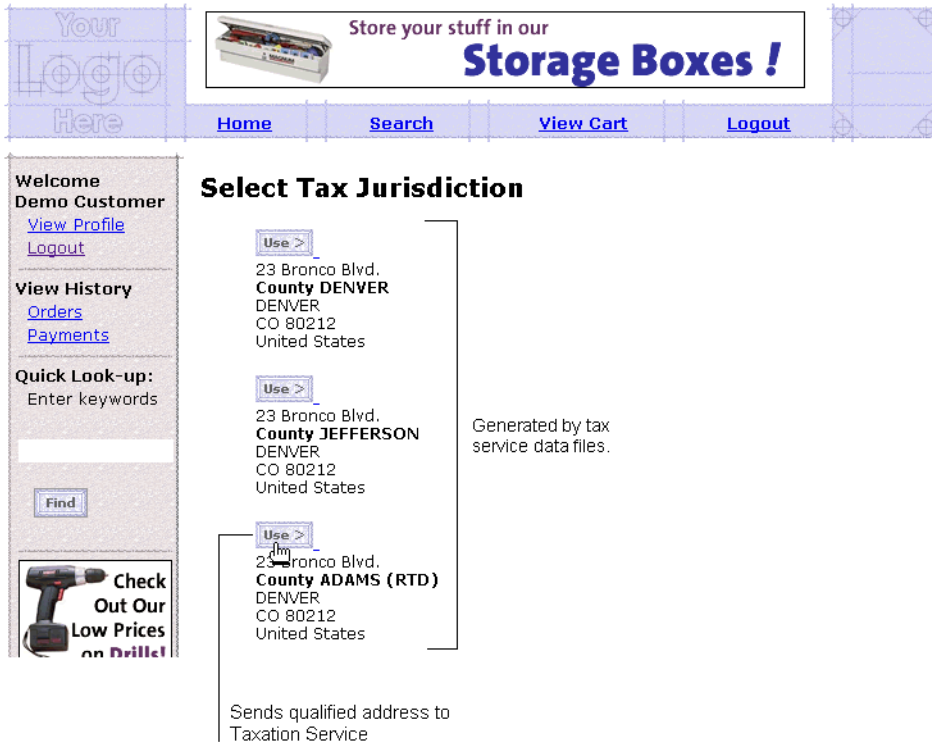 Your
Logo
Here
Store your stuff in our
Storage Boxes !
MAGNUM
Home Search View Cart Logout
Welcome
Demo Customer
View Profile
Logout
View History
Orders
Payments
Quick Look-up:
Enter keywords
Find
Check
Out Our
Low Prices
on Drills!
Select Tax Jurisdiction
Use >
23 Bronco Blvd.
County DENVER
DENVER
CO 80212
United States
Use >
23 Bronco Blvd.
County JEFFERSON
DENVER
CO 80212
United States
Use >
23 Bronco Blvd.
County ADAMS (RTD)
DENVER
CO 80212
United States
Generated by tax
service data files.
Sends qualified address to
Taxation Service